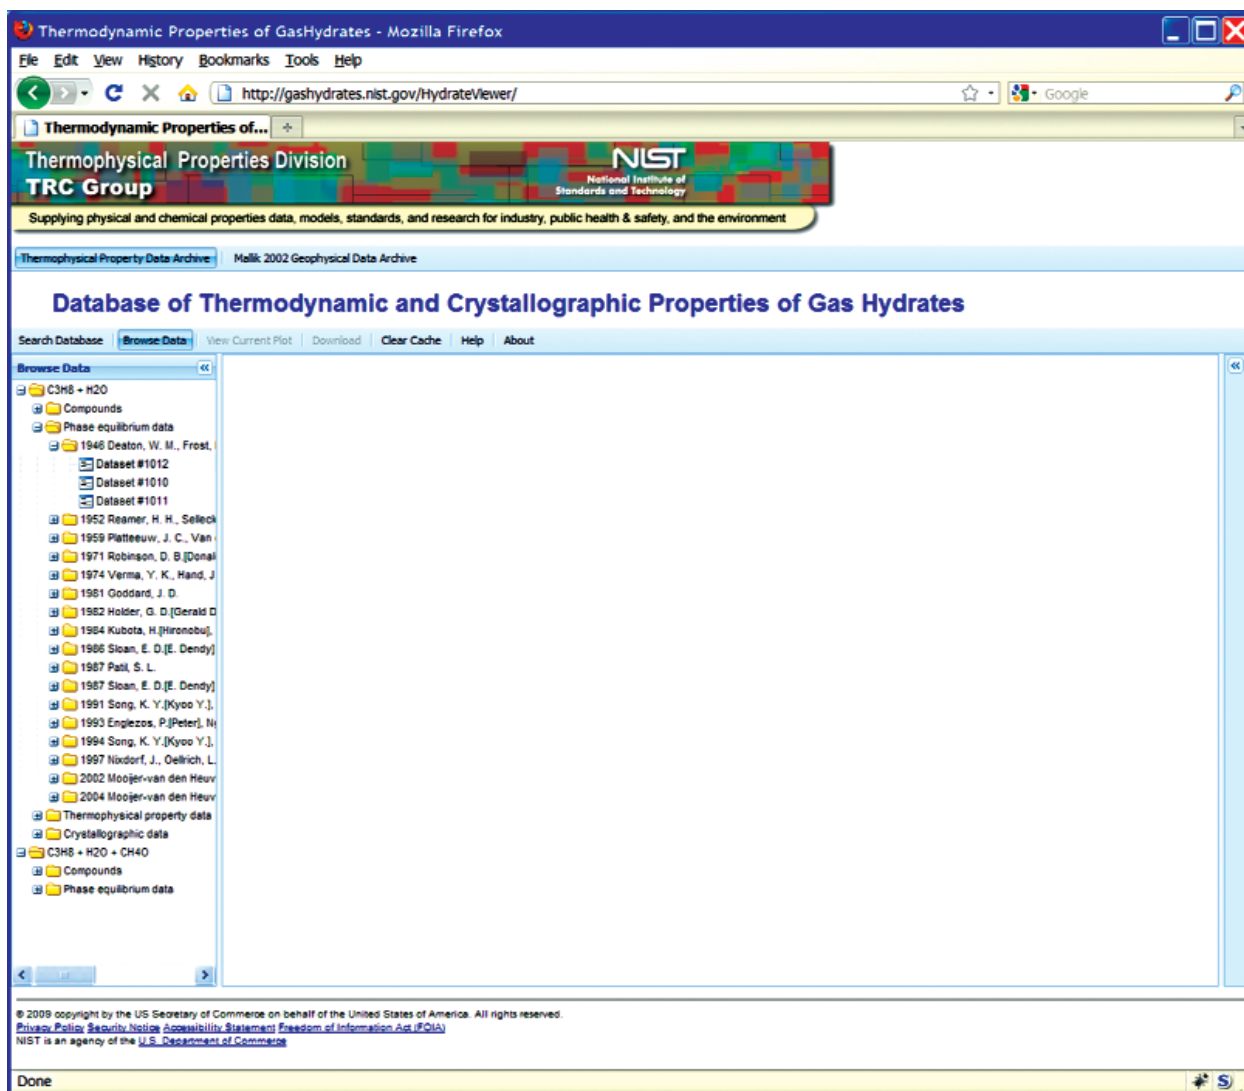 Thermodynamic Properties of GasHydrates - Mozilla Firefox
File Edit View History Bookmarks Tools Help
http://gashydrates.nist.gov/HydrateViewer/
Google
Thermodynamic Properties of...
Thermophysical Properties Division
TRC Group
NIST
National Institute of
Standards and Technology
Supplying physical and chemical properties data, models, standards, and research for industry, public health & safety, and the environment
Thermophysical Property Data Archive Mallik 2002 Geophysical Data Archive
Database of Thermodynamic and Crystallographic Properties of Gas Hydrates
Search Database Browse Data View Current Plot Download Clear Cache Help About
Browse Data
C3H8 + H2O
Compounds
Phase equilibrium data
1946 Deaton, W. M., Frost,
Dataset #1012
Dataset #1010
Dataset #1011
1952 Reamer, H. H., Selleck
1959 Platteeuw, J. C., Van
1971 Robinson, D. B.[Donal
1974 Verma, Y. K., Hand, J
1981 Goddard, J. D.
1982 Holder, G. D.[Gerald D
1984 Kubota, H.[Hironobu],
1986 Sloan, E. D.[E. Dendy]
1987 Patil, S. L.
1987 Sloan, E. D.[E. Dendy]
1991 Song, K. Y.[Kyoo Y.],
1993 Englezos, P.[Peter], Ng
1994 Song, K. Y.[Kyoo Y.],
1997 Nixdorf, J., Oellrich, L.
2002 Mooijer-van den Heuv
2004 Mooijer-van den Heuv
Thermophysical property data
Crystallographic data
C3H8 + H2O + CH4O
Compounds
Phase equilibrium data
© 2009 copyright by the US Secretary of Commerce on behalf of the United States of America. All rights reserved.
Privacy Policy Security Notice Accessibility Statement Freedom of Information Act (FOIA)
NIST is an agency of the U.S. Department of Commerce
Done